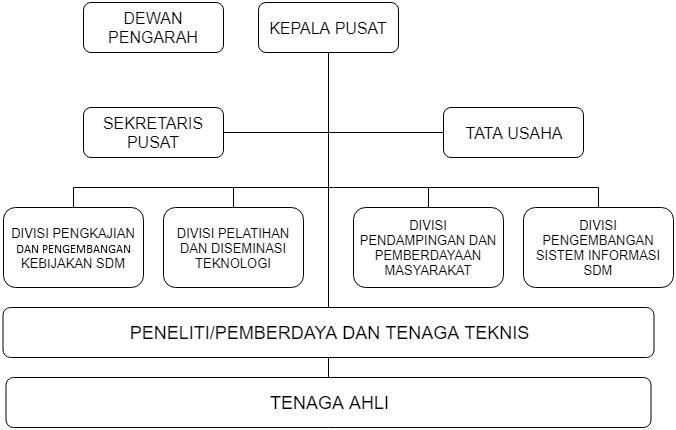 DEWAN
PENGARAH
KEPALA PUSAT
SEKRETARIS
PUSAT
TATA USAHA
DIVISI PENGKAJIAN
DAN PENGEMBANGAN
KEBIJAKAN SDM
DIVISI PELATIHAN
DAN DISEMINASI
TEKNOLOGI
DIVISI
PENDAMPINGAN DAN
PEMBERDAYAAN
MASYARAKAT
DIVISI
PENGEMBANGAN
SISTEM INFORMASI
SDM
PENELITI/PEMBERDAYA DAN TENAGA TEKNIS
TENAGA AHLI